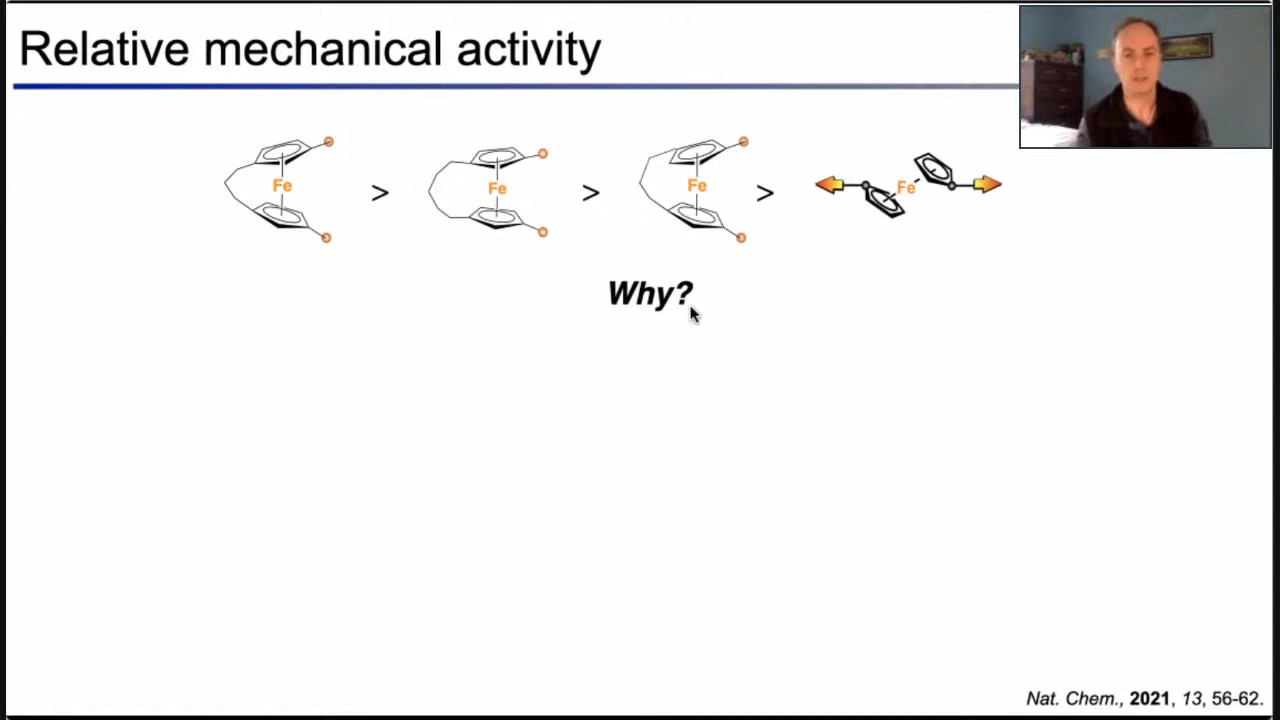 Relative mechanical activity
Fe > Fe > Fe > Fe
Why?
Nat. Chem., 2021, 13, 56-62.